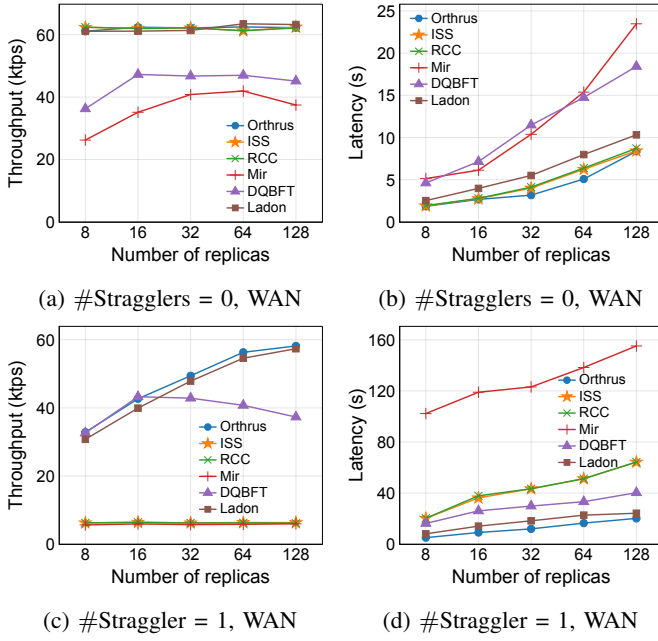 Throughput (ktps)
60
40
20
0
8 16 32 64 128
Number of replicas
Orthrus
ISS
RCC
Mir
DQBFT
Ladon
(a) #Stragglers = 0, WAN
Latency (s)
25
20
15
10
5
0
8 16 32 64 128
Number of replicas
Orthrus
ISS
RCC
Mir
DQBFT
Ladon
(b) #Stragglers = 0, WAN
Throughput (ktps)
60
40
20
0
8 16 32 64 128
Number of replicas
Orthrus
ISS
RCC
Mir
DQBFT
Ladon
(c) #Straggler = 1, WAN
Latency (s)
160
120
80
40
0
8 16 32 64 128
Number of replicas
Orthrus
ISS
RCC
Mir
DQBFT
Ladon
(d) #Straggler = 1, WAN